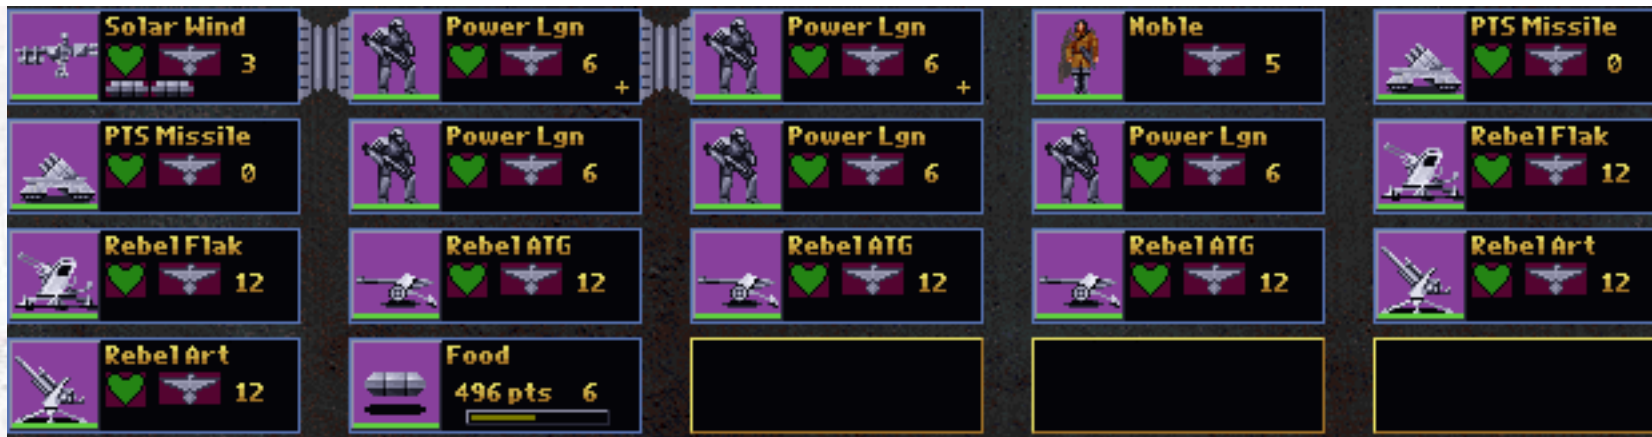 Solar Wind
3
Power Lgn
6
+
Power Lgn
6
+
Noble
5
PTS Missile
0
PTS Missile
0
Power Lgn
6
Power Lgn
6
Power Lgn
6
Rebel Flak
12
Rebel Flak
12
Rebel ATG
12
Rebel ATG
12
Rebel ATG
12
Rebel Art
12
Rebel Art
12
Food
496 pts 6